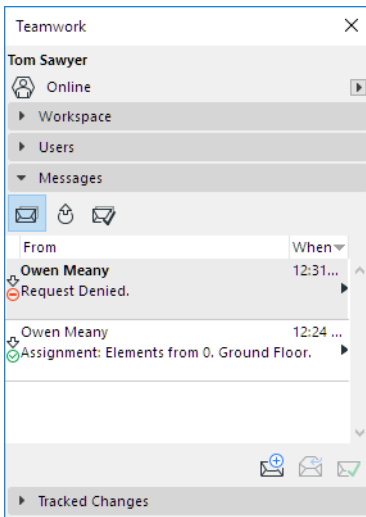 Teamwork
Tom Sawyer
Online
Workspace
Users
Messages
From When
Owen Meany 12:31...
Request Denied.
Owen Meany 12:24 ...
Assignment: Elements from 0. Ground Floor.
Tracked Changes